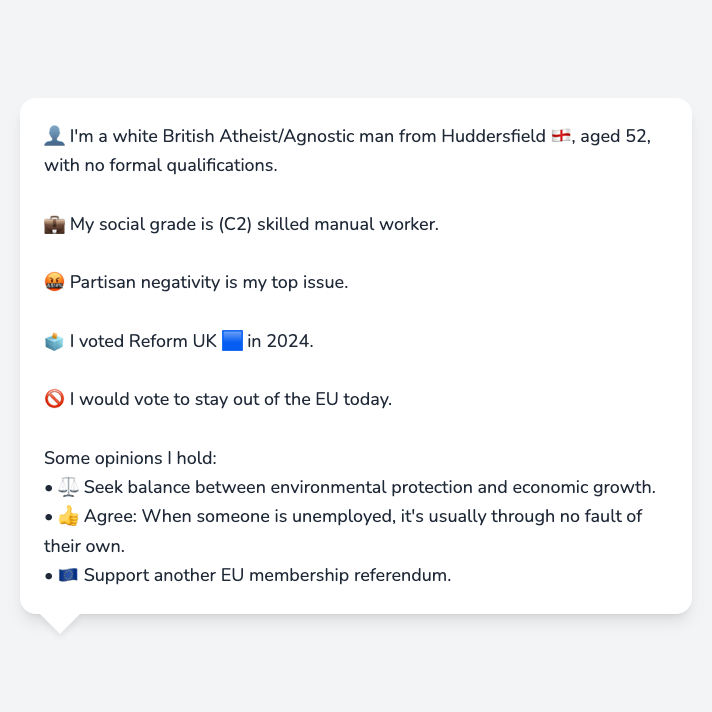 👤 I'm a white British Atheist/Agnostic man from Huddersfield 🏴󠁧󠁢󠁥󠁮󠁧󠁿, aged 52,
with no formal qualifications.
💼 My social grade is (C2) skilled manual worker.
🤬 Partisan negativity is my top issue.
🗳️ I voted Reform UK 🟦 in 2024.
🚫 I would vote to stay out of the EU today.
Some opinions I hold:
• ⚖️ Seek balance between environmental protection and economic growth.
• 👍 Agree: When someone is unemployed, it's usually through no fault of
their own.
• 🇪🇺 Support another EU membership referendum.